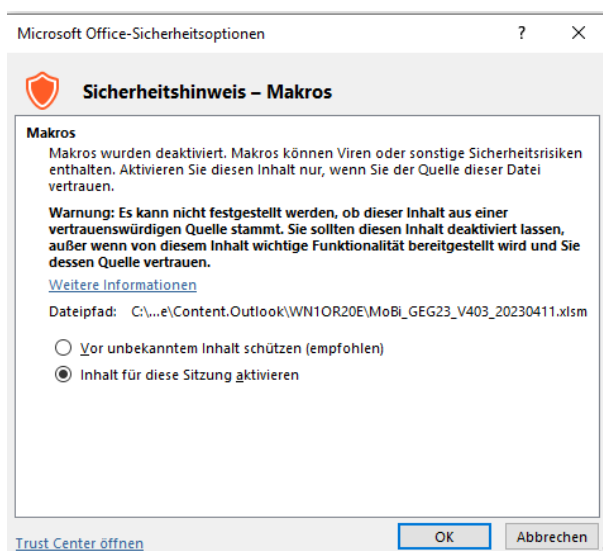 Microsoft Office-Sicherheitsoptionen
Sicherheitshinweis – Makros
Makros
Makros wurden deaktiviert. Makros können Viren oder sonstige Sicherheitsrisiken
enthalten. Aktivieren Sie diesen Inhalt nur, wenn Sie der Quelle dieser Datei
vertrauen.
Warnung: Es kann nicht festgestellt werden, ob dieser Inhalt aus einer
vertrauenswürdigen Quelle stammt. Sie sollten diesen Inhalt deaktiviert lassen,
außer wenn von diesem Inhalt wichtige Funktionalität bereitgestellt wird und Sie
dessen Quelle vertrauen.
Weitere Informationen
Dateipfad: C:\...e\Content.Outlook\WN1OR20E\MoBi_GEG23_V403_20230411.xlsm
Vor unbekanntem Inhalt schützen (empfohlen)
Inhalt für diese Sitzung aktivieren
Trust Center öffnen
OK
Abbrechen